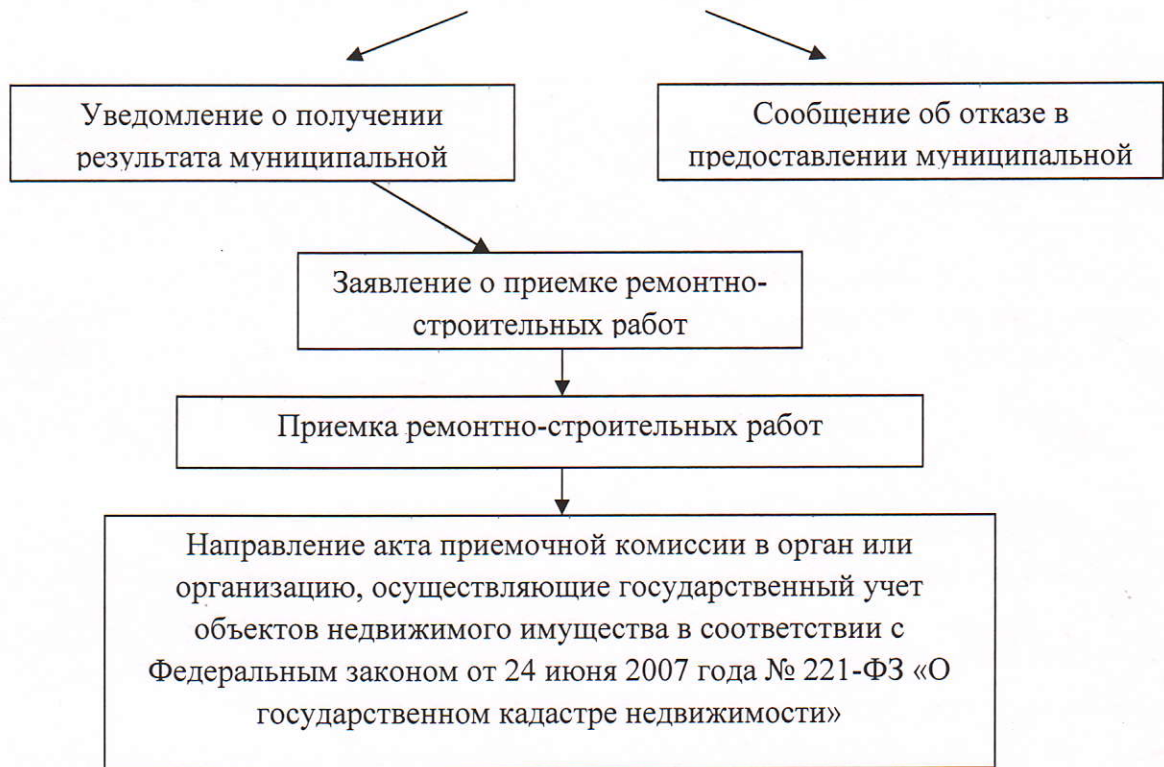 Уведомление о получении
результата муниципальной
Сообщение об отказе в
предоставлении муниципальной
Заявление о приемке ремонтно-
строительных работ
Приемка ремонтно-строительных работ
Направление акта приемочной комиссии в орган или
организацию, осуществляющие государственный учет
объектов недвижимого имущества в соответствии с
Федеральным законом от 24 июня 2007 года № 221-ФЗ «О
государственном кадастре недвижимости»